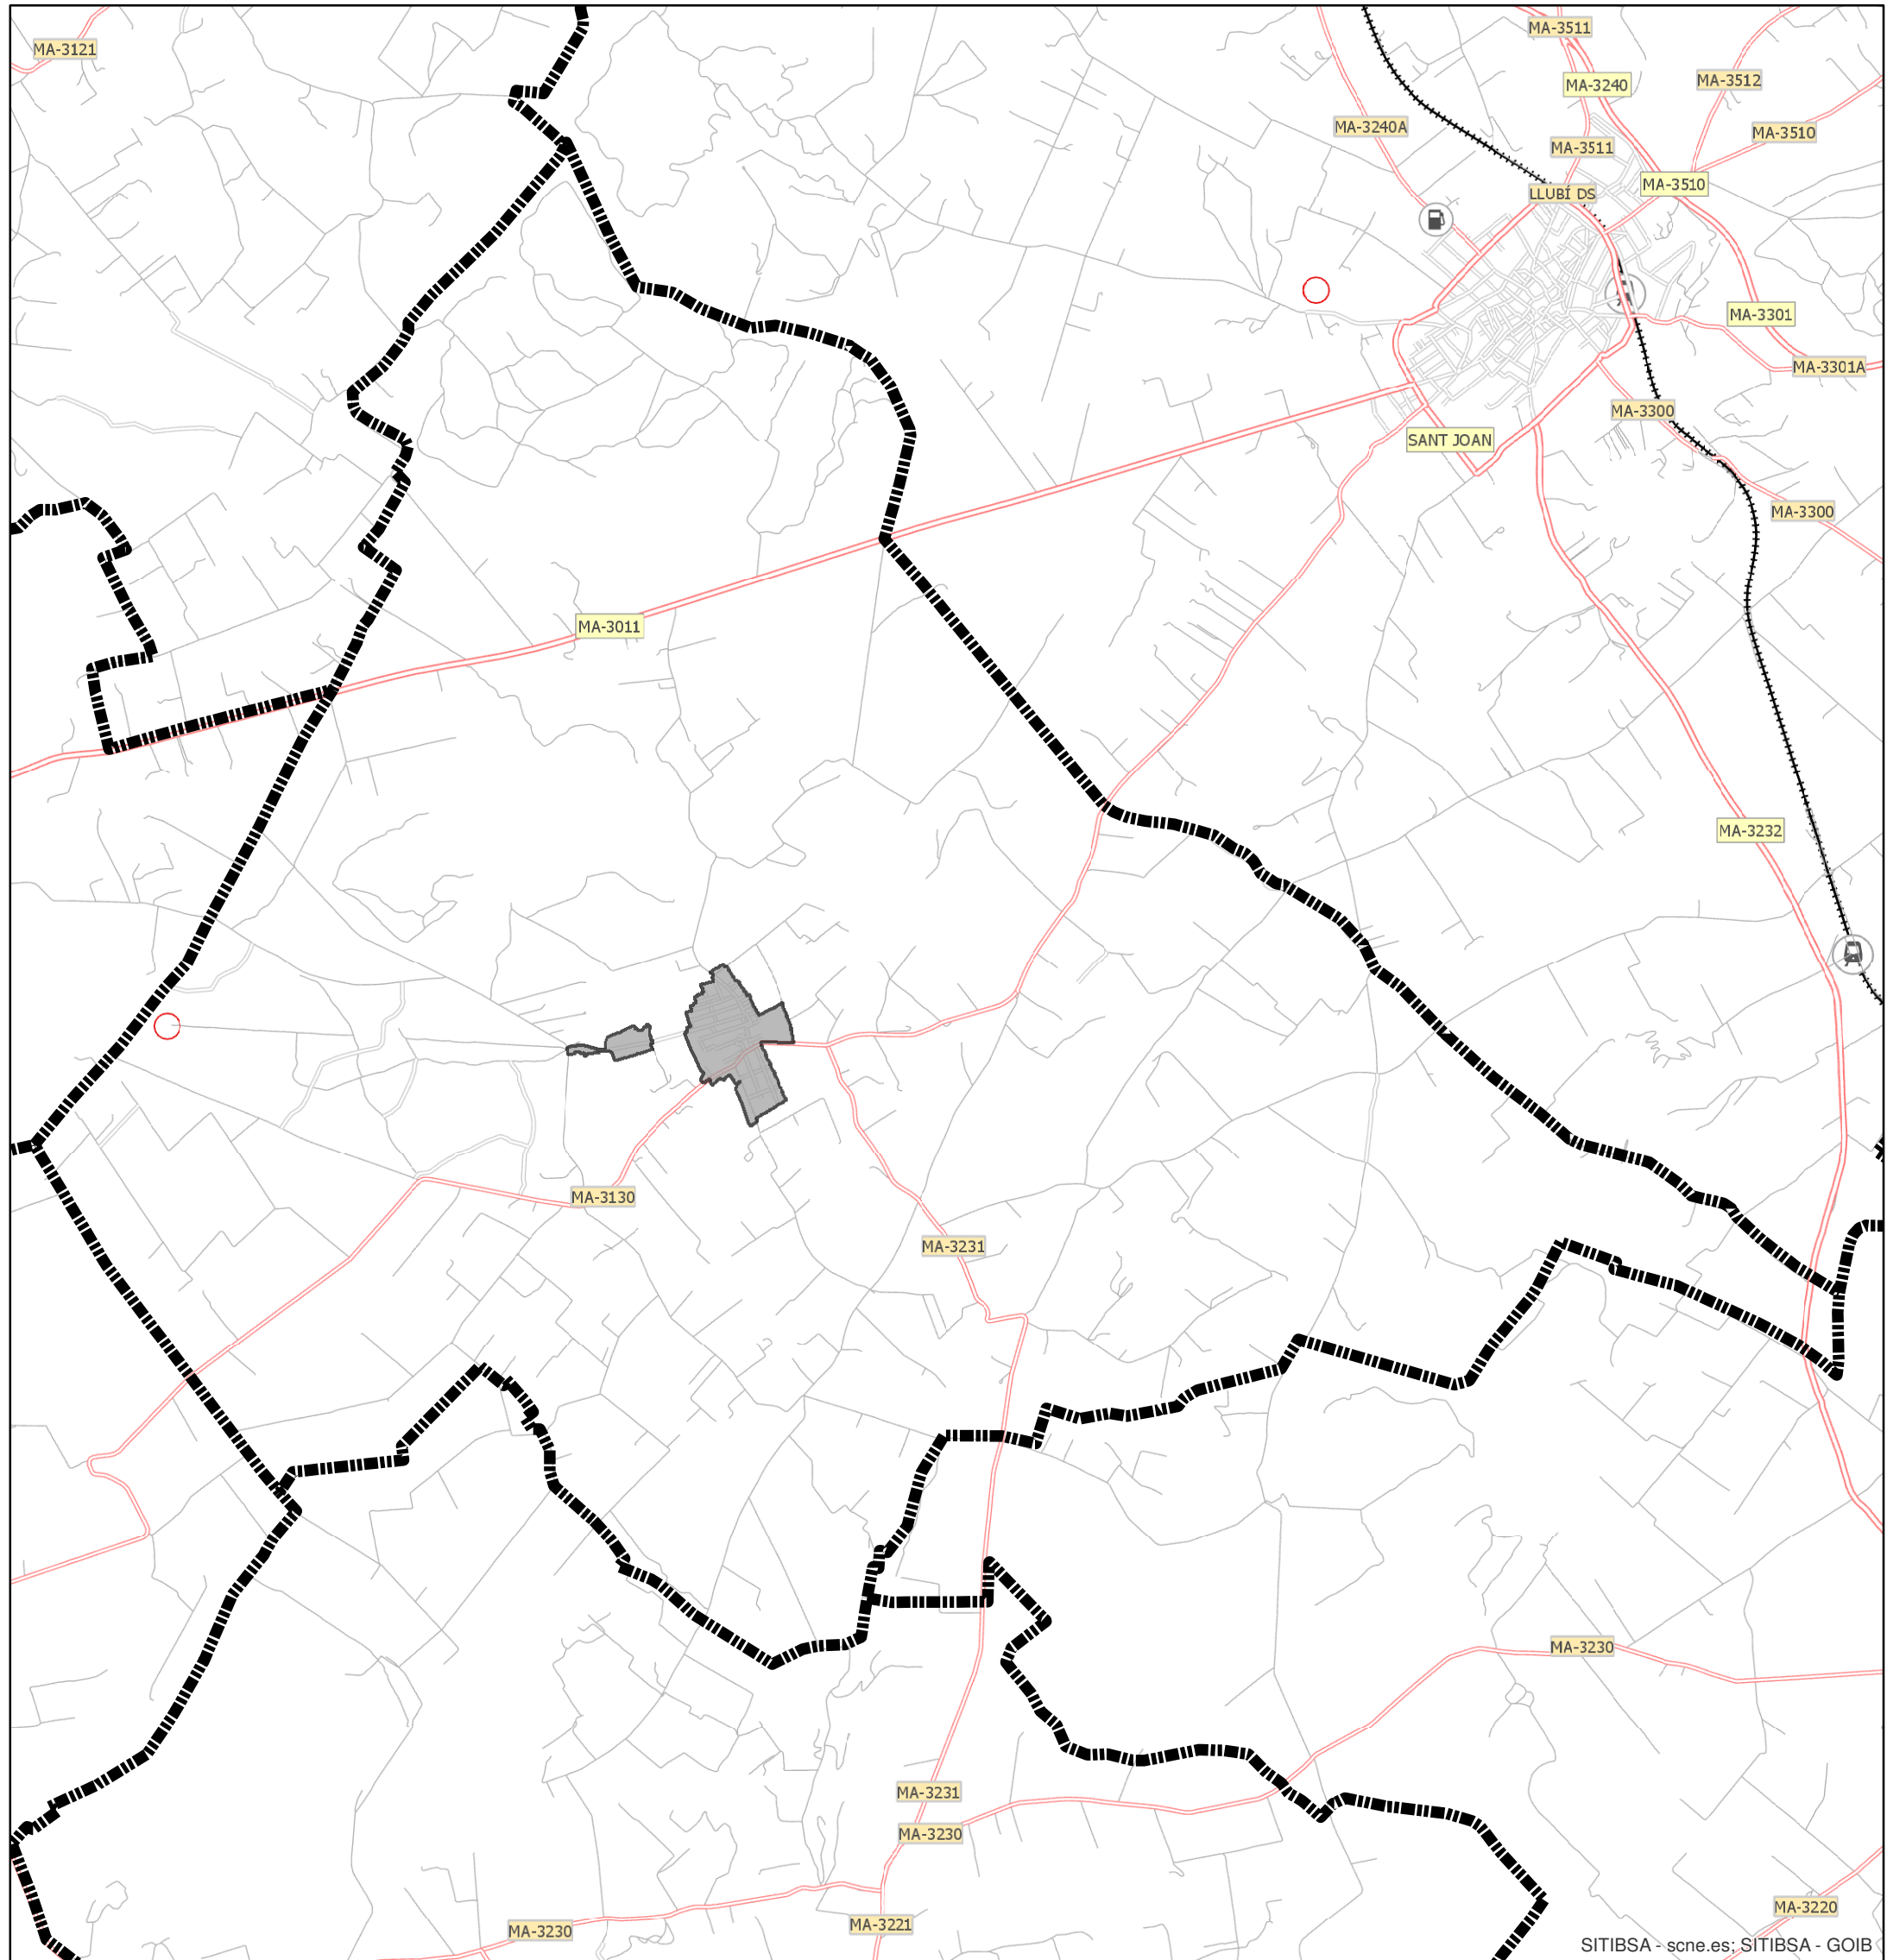 MA-3511
MA-3121
MA-3512
MA-3240
MA-3240A
MA-3510
MA-3511
MA-3510
LLUBÍ DS
MA-3301
MA-3301A
MA-3300
SANT JOAN
MA-3300
MA-3011
MA-3232
MA-3130
MA-3231
MA-3230
MA-3231
MA-3230
MA-3220
MA-3221
MA-3230
SITIBSA - scne.es; SITIBSA - GOIB